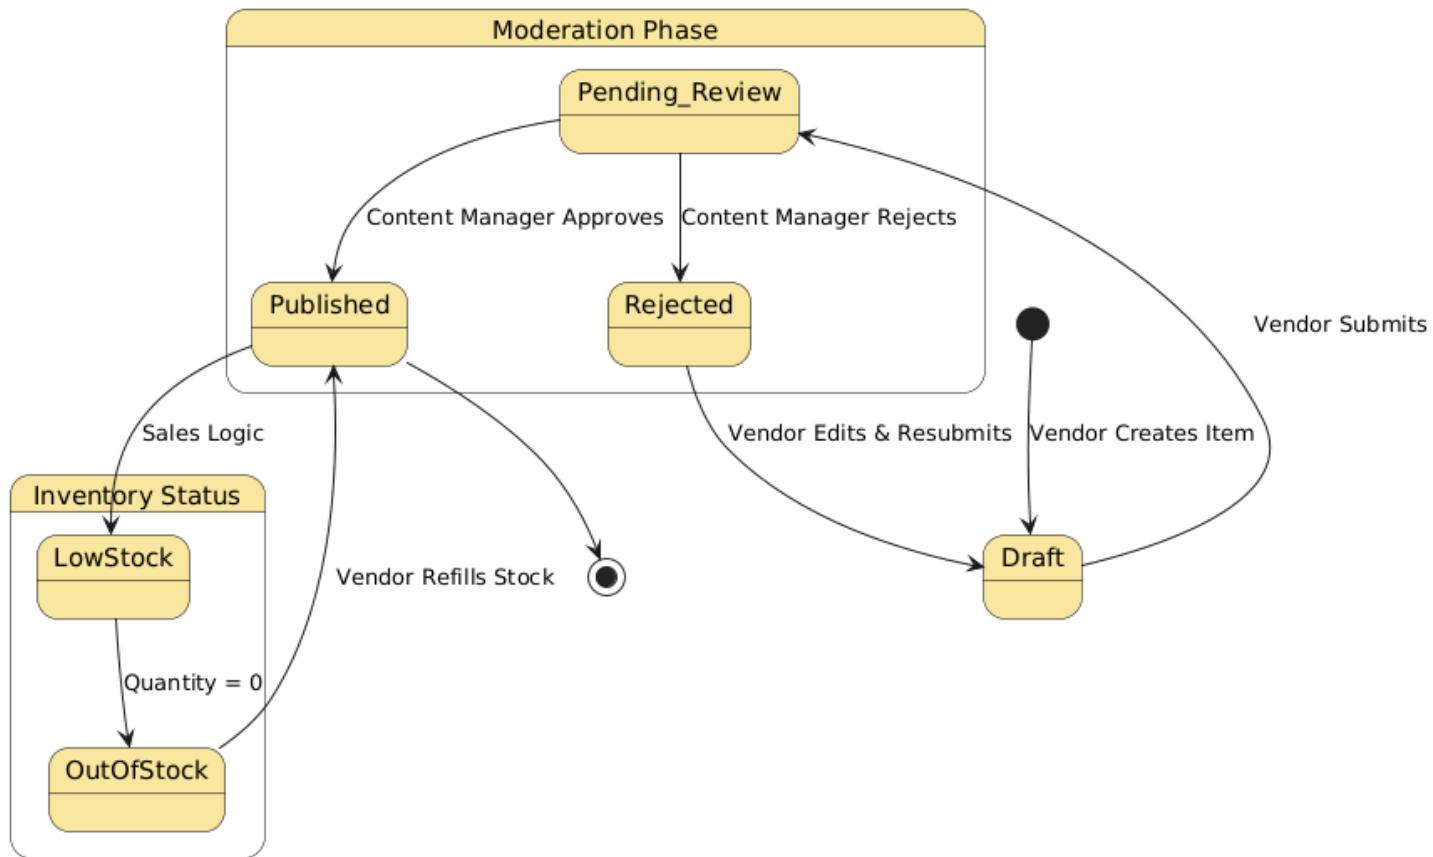 Moderation Phase
Pending_Review
Content Manager Approves
Content Manager Rejects
Published
Rejected
Vendor Submits
Sales Logic
Vendor Edits & Resubmits
Vendor Creates Item
Inventory Status
LowStock
Draft
Vendor Refills Stock
Quantity = 0
OutOfStock